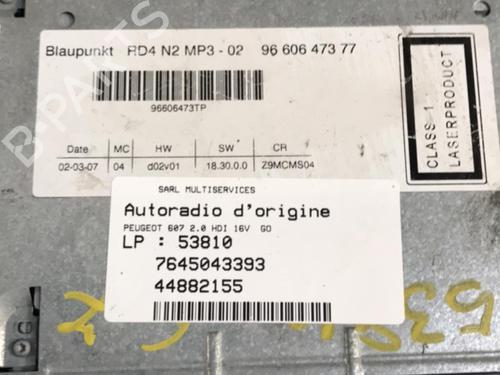 Blaupunkt RD4 N2 MP3 - 02 96 606 473 77
96606473TP
Date MC HW SW CR
02-03-07 04 d02v01 18.30.0.0 Z9MCMS04
CLASS 1
LASERPRODUCT
SARL MULTISERVICES
Autoradio d'origine
PEUGEOT 607 2.0 HDI 16V GO
LP : 53810
7645043393
44882155
B-PARTS